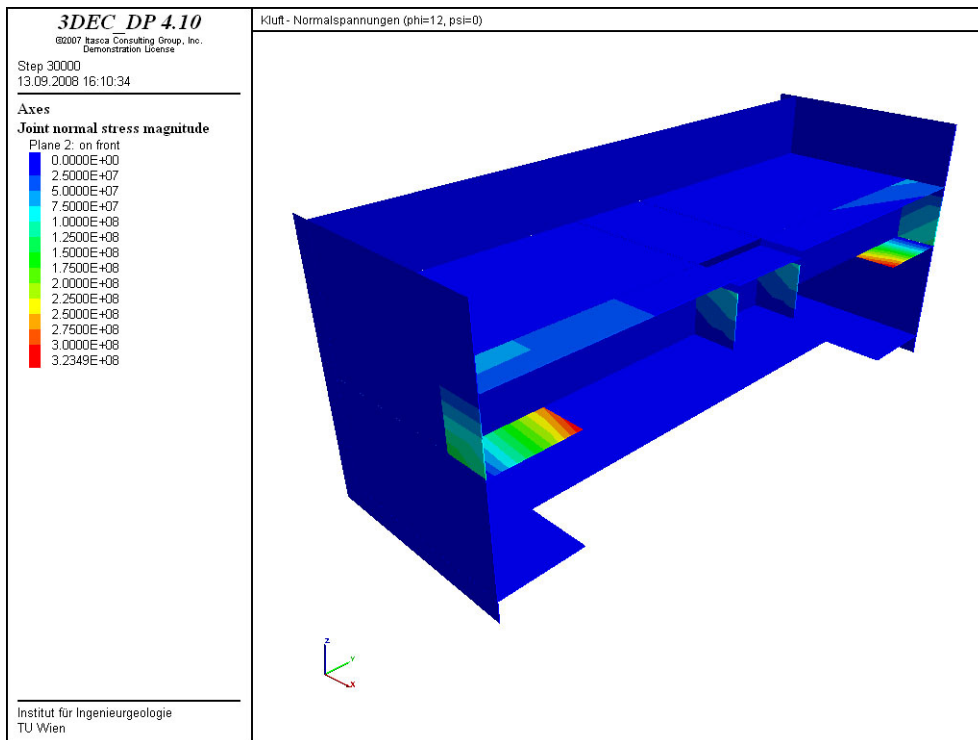 3DEC_DP 4.10
©2007 Itasca Consulting Group, Inc.
Demonstration License
Step 30000
13.09.2008 16:10:34
Axes
Joint normal stress magnitude
Plane 2: on front
0.0000E+00
2.5000E+07
5.0000E+07
7.5000E+07
1.0000E+08
1.2500E+08
1.5000E+08
1.7500E+08
2.0000E+08
2.2500E+08
2.5000E+08
2.7500E+08
3.0000E+08
3.2349E+08
Institut für Ingenieurgeologie
TU Wien
Kluft - Normalspannungen (phi=12, psi=0)
Z
Y
X